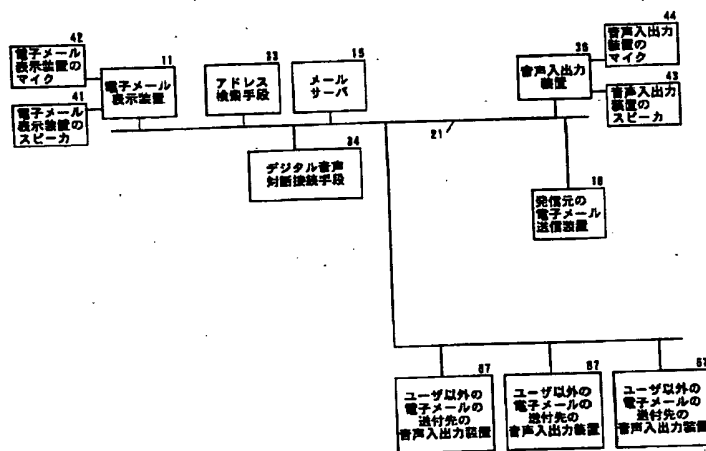 42
電子メール
表示装置の
マイク
11
電子メール
表示装置
41
電子メール
表示装置の
スピーカ
33
アドレス
検索手段
15
メール
サーバ
34
デジタル音声
対話接続手段
21
36
音声入出力
装置
44
音声入出力
装置の
マイク
43
音声入出力
装置の
スピーカ
16
発信元の
電子メール
送信装置
67
ユーザ以外の
電子メールの
送付先の
音声入出力装置
67
ユーザ以外の
電子メールの
送付先の
音声入出力装置
67
ユーザ以外の
電子メールの
送付先の
音声入出力装置